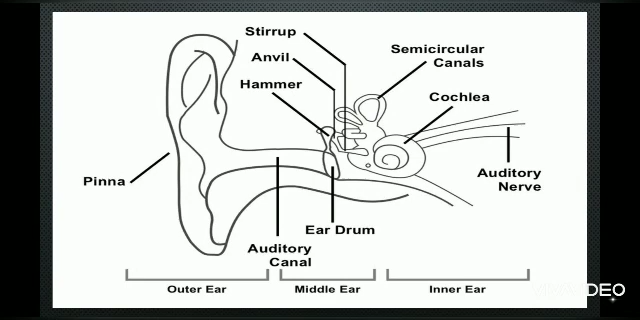 Stirrup
Anvil
Hammer
Semicircular
Canals
Cochlea
Pinna
Auditory
Nerve
Ear Drum
Auditory
Canal
Outer Ear
Middle Ear
Inner Ear